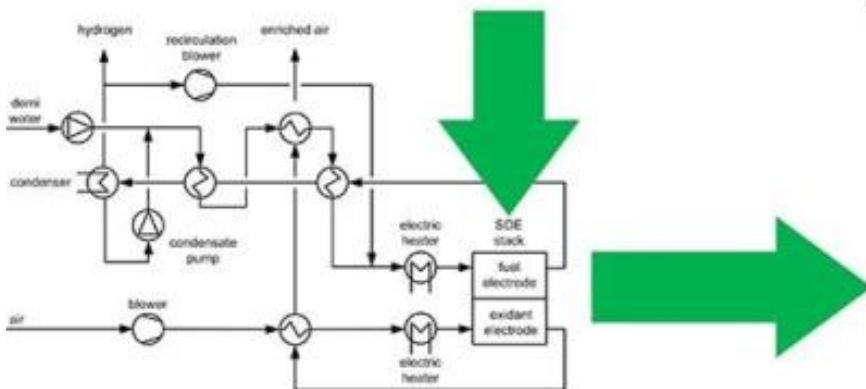 hydrogen
enriched air
recirculation
blower
demi
water
condenser
condensate
pump
electric
heater
SOE
stack
fuel
electrode
air
blower
oxidant
electrode
electric
heater